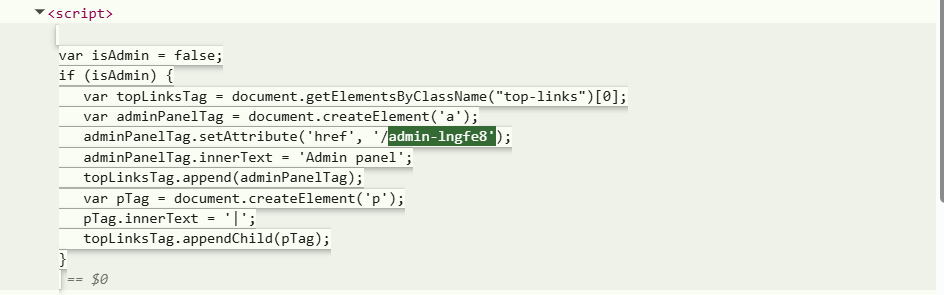 <script>
var isAdmin = false;
if (isAdmin) {
var topLinksTag = document.getElementsByClassName("top-links")[0];
var adminPanelTag = document.createElement('a');
adminPanelTag.setAttribute('href', '/admin-lngfe8');
adminPanelTag.innerText = 'Admin panel';
topLinksTag.append(adminPanelTag);
var pTag = document.createElement('p');
pTag.innerText = '|';
topLinksTag.appendChild(pTag);
}
== $0